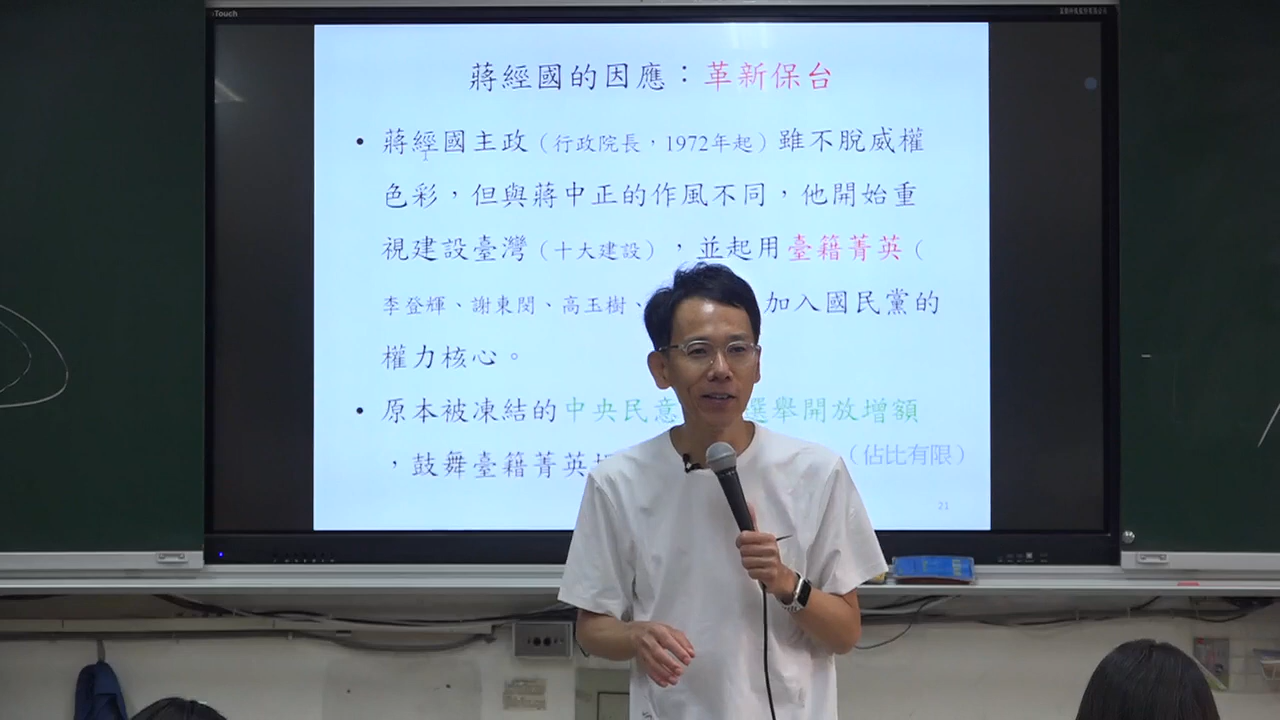 iTouch
蔣經國的因應：革新保台
• 蔣經國主政（行政院長，1972年起）雖不脫威權
色彩，但與蔣中正的作風不同，他開始重
視建設臺灣（十大建設），並起用臺籍菁英（
李登輝、謝東閔、高玉樹、 加入國民黨的
權力核心。
• 原本被凍結的中央民意 選舉開放增額
，鼓舞臺籍菁英 （佔比有限）
21